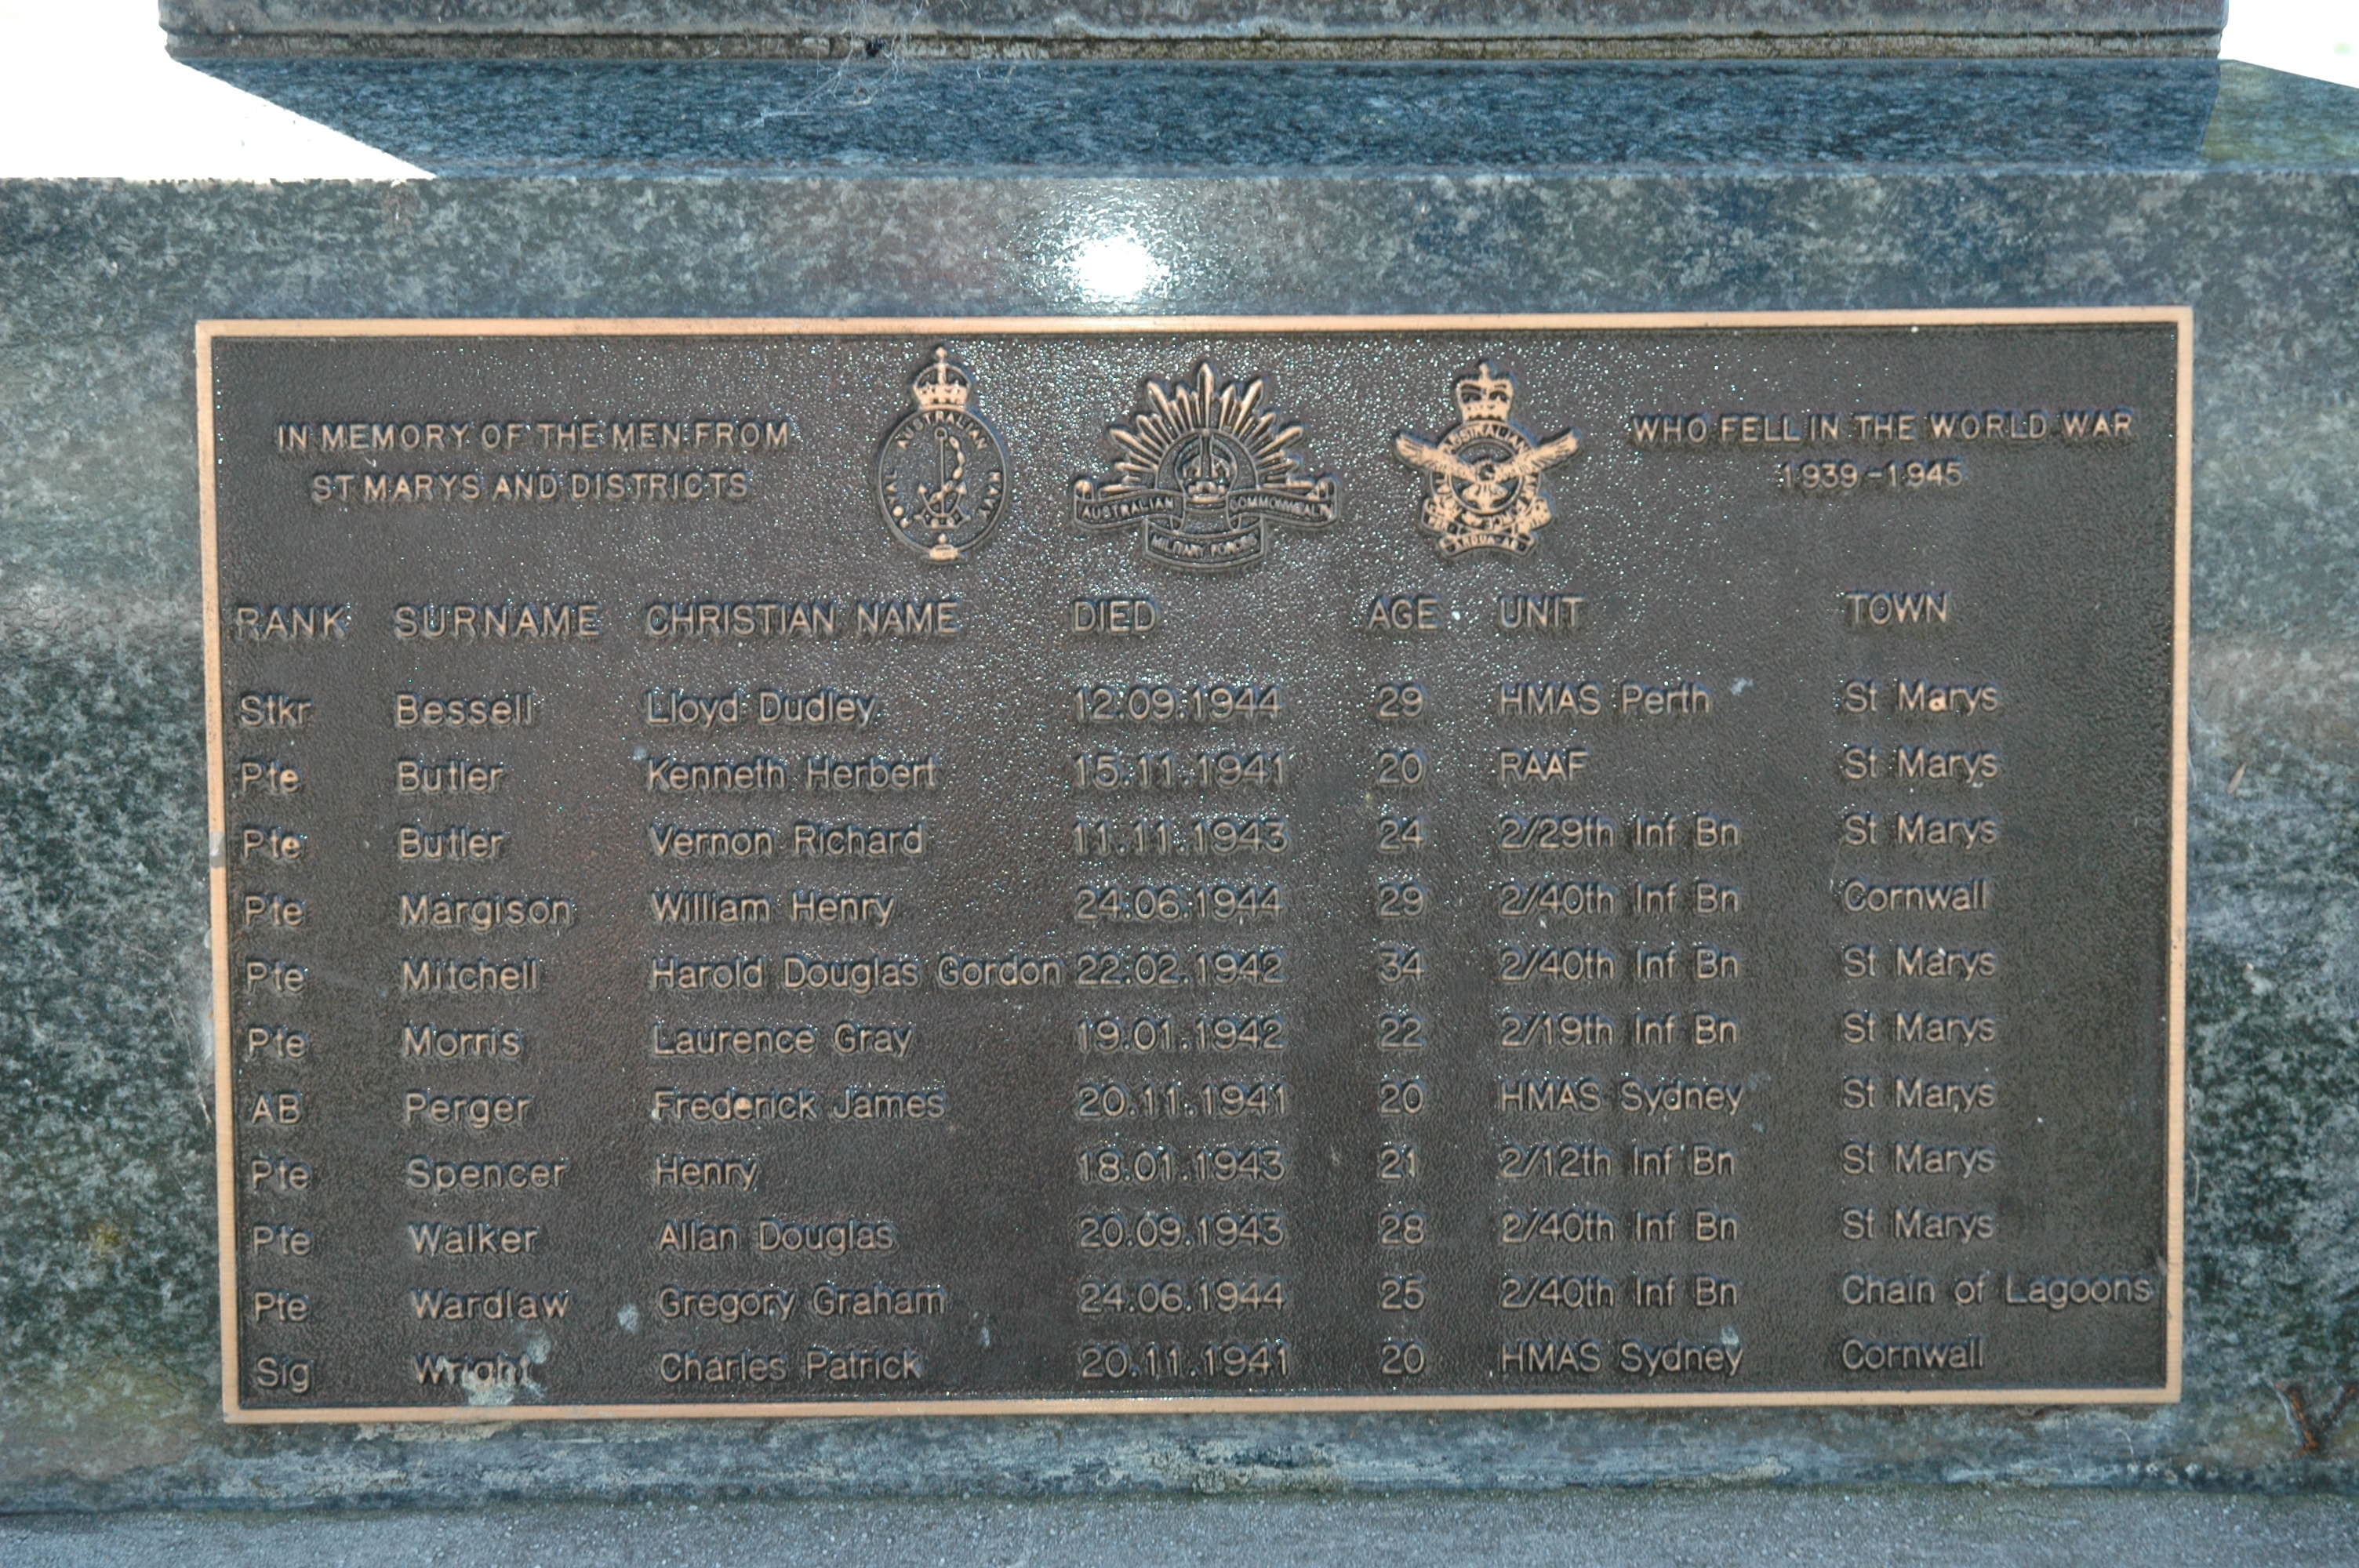 IN MEMORY OF THE MEN FROM
ST MARYS AND DISTRICTS
ROYAL AUSTRALIAN NAVY
AUSTRALIAN COMMONWEALTH
MILITARY FORCES
AUSTRALIAN
WHO FELL IN THE WORLD WAR
1939-1945
RANK SURNAME CHRISTIAN NAME DIED AGE UNIT TOWN
Stkr Bessell Lloyd Dudley 12.09.1944 29 HMAS Perth St Marys
Pte Butler Kenneth Herbert 15.11.1941 20 RAAF St Marys
Pte Butler Vernon Richard 11.11.1943 24 2/29th Inf Bn St Marys
Pte Margison William Henry 24.06.1944 29 2/40th Inf Bn Cornwall
Pte Mitchell Harold Douglas Gordon 22.02.1942 34 2/40th Inf Bn St Marys
Pte Morris Laurence Gray 19.01.1942 22 2/19th Inf Bn St Marys
AB Perger Frederick James 20.11.1941 20 HMAS Sydney St Marys
Pte Spencer Henry 18.01.1943 21 2/12th Inf Bn St Marys
Pte Walker Allan Douglas 20.09.1943 28 2/40th Inf Bn St Marys
Pte Wardlaw Gregory Graham 24.06.1944 25 2/40th Inf Bn Chain of Lagoons
Sig Wright Charles Patrick 20.11.1941 20 HMAS Sydney Cornwall